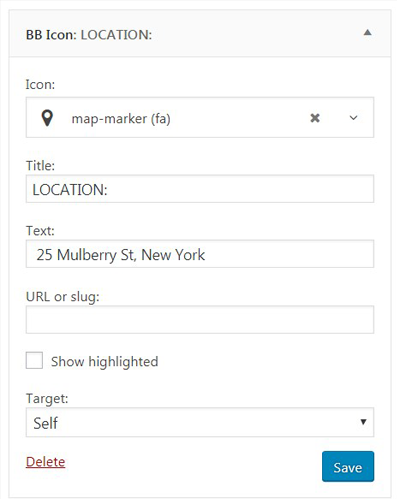 BB Icon: LOCATION:
Icon:
map-marker (fa)
Title:
LOCATION:
Text:
25 Mulberry St, New York
URL or slug:
Show highlighted
Target:
Self
Delete
Save